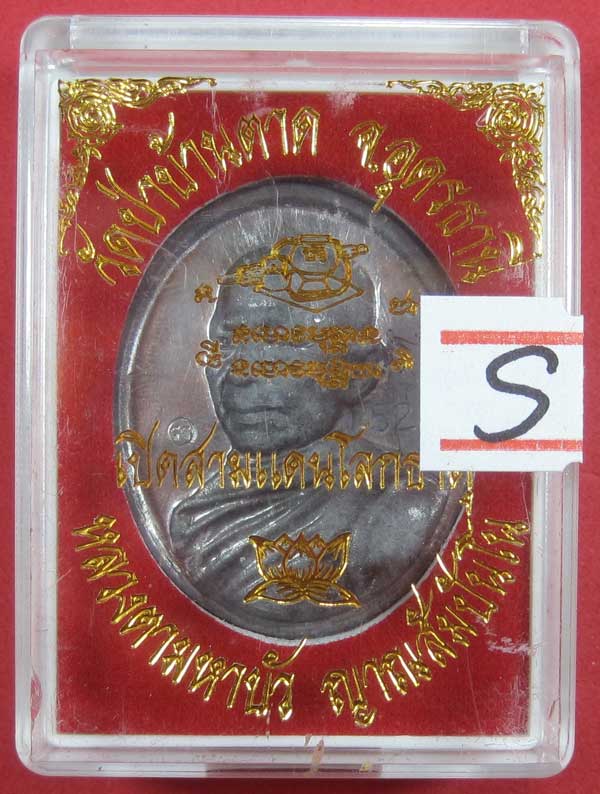 วัดป่าบ้านตาด จ.อุดรธานี
52
S
เปิดสามแดนโลกธาตุ
หลวงตามหาบัว ญาณสัมปันโน